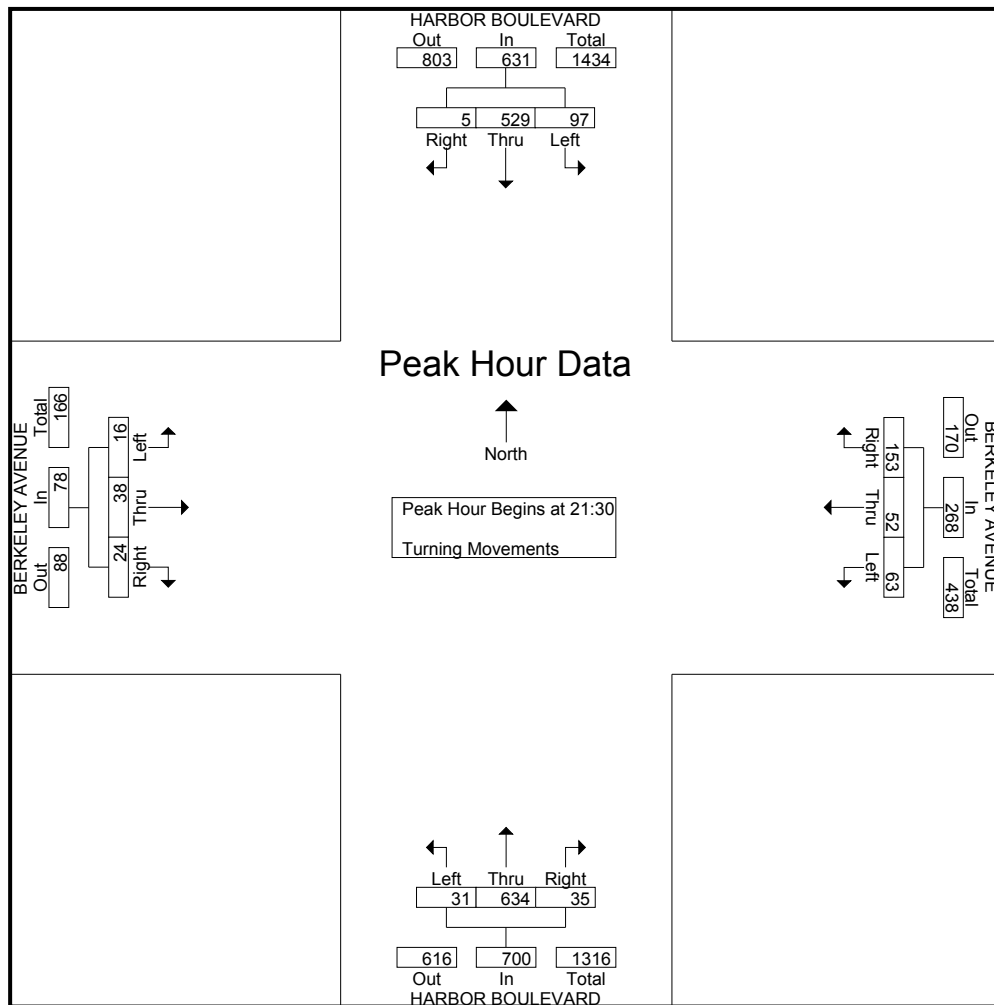 HARBOR BOULEVARD
Out In Total
803 631 1434
5 529 97
Right Thru Left
Peak Hour Data
North
Peak Hour Begins at 21:30
Turning Movements
BERKELEY AVENUE
Out In Total
88 78 166
24 38 16
Right Thru Left
BERKELEY AVENUE
Out In Total
170 268 438
153 52 63
Right Thru Left
Left Thru Right
31 634 35
616 700 1316
Out In Total
HARBOR BOULEVARD